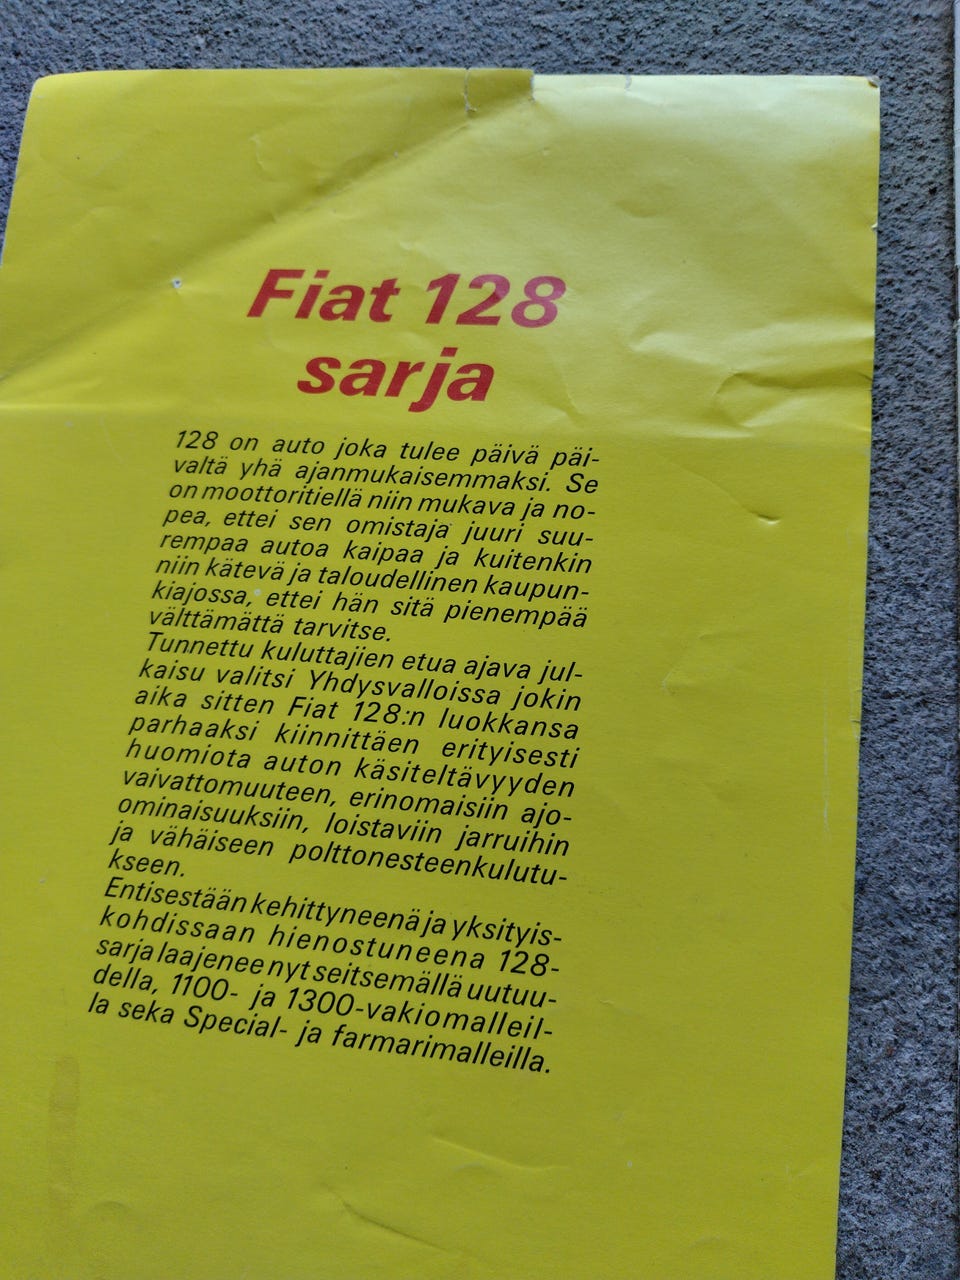 Fiat 128
sarja
128 on auto joka tulee päivä päi-
valtä yhä ajanmukaisemmaksi. Se
on moottoritiellä niin mukava ja no-
pea, ettei sen omistaja juuri suu-
rempaa autoa kaipaa ja kuitenkin
niin kätevä ja taloudellinen kaupun-
kiajossa, ettei hän sitä pienempää
välttämättä tarvitse.
Tunnettu kuluttajien etua ajava jul-
kaisu valitsi Yhdysvalloissa jokin
aika sitten Fiat 128:n luokkansa
parhaaksi kiinnittäen erityisesti
huomiota auton käsiteltävyyden
vaivattomuuteen, erinomaisiin ajo-
ominaisuuksiin, loistaviin jarruihin
ja vähäiseen polttonesteenkulutu-
kseen.
Entisestään kehittyneenä ja yksityis-
kohdissaan hienostuneena 128-
sarja laajenee nyt seitsemällä uutuu-
della, 1100- ja 1300-vakiomalleil-
la seka Special- ja farmarimalleilla.